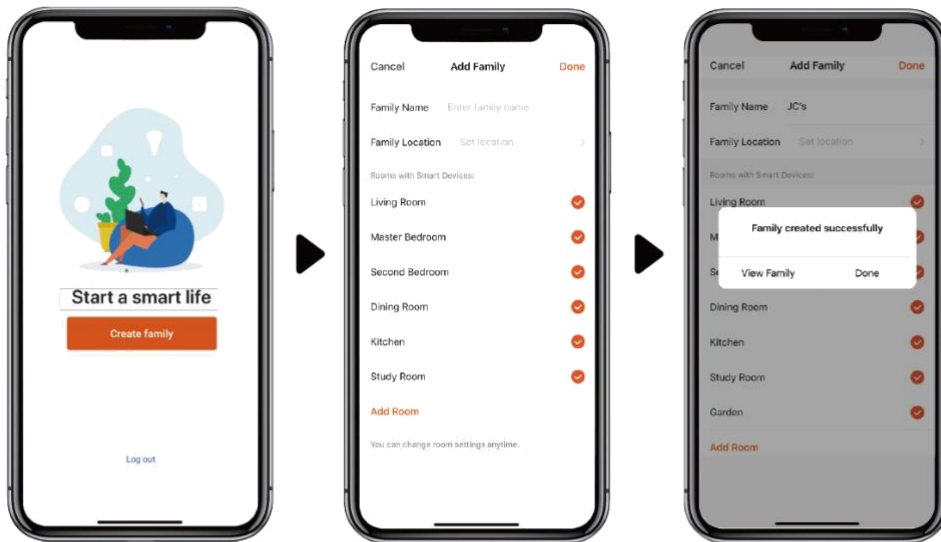 Start a smart life
Create family
Log out
Cancel Add Family Done
Family Name Enter family name
Family Location Set location
Rooms with Smart Devices:
Living Room
Master Bedroom
Second Bedroom
Dining Room
Kitchen
Study Room
Add Room
You can change room settings anytime.
Cancel Add Family Done
Family Name JC's
Family Location Set location
Rooms with Smart Devices:
Living Room
M
Family created successfully
Se
View Family Done
Dining Room
Kitchen
Study Room
Garden
Add Room